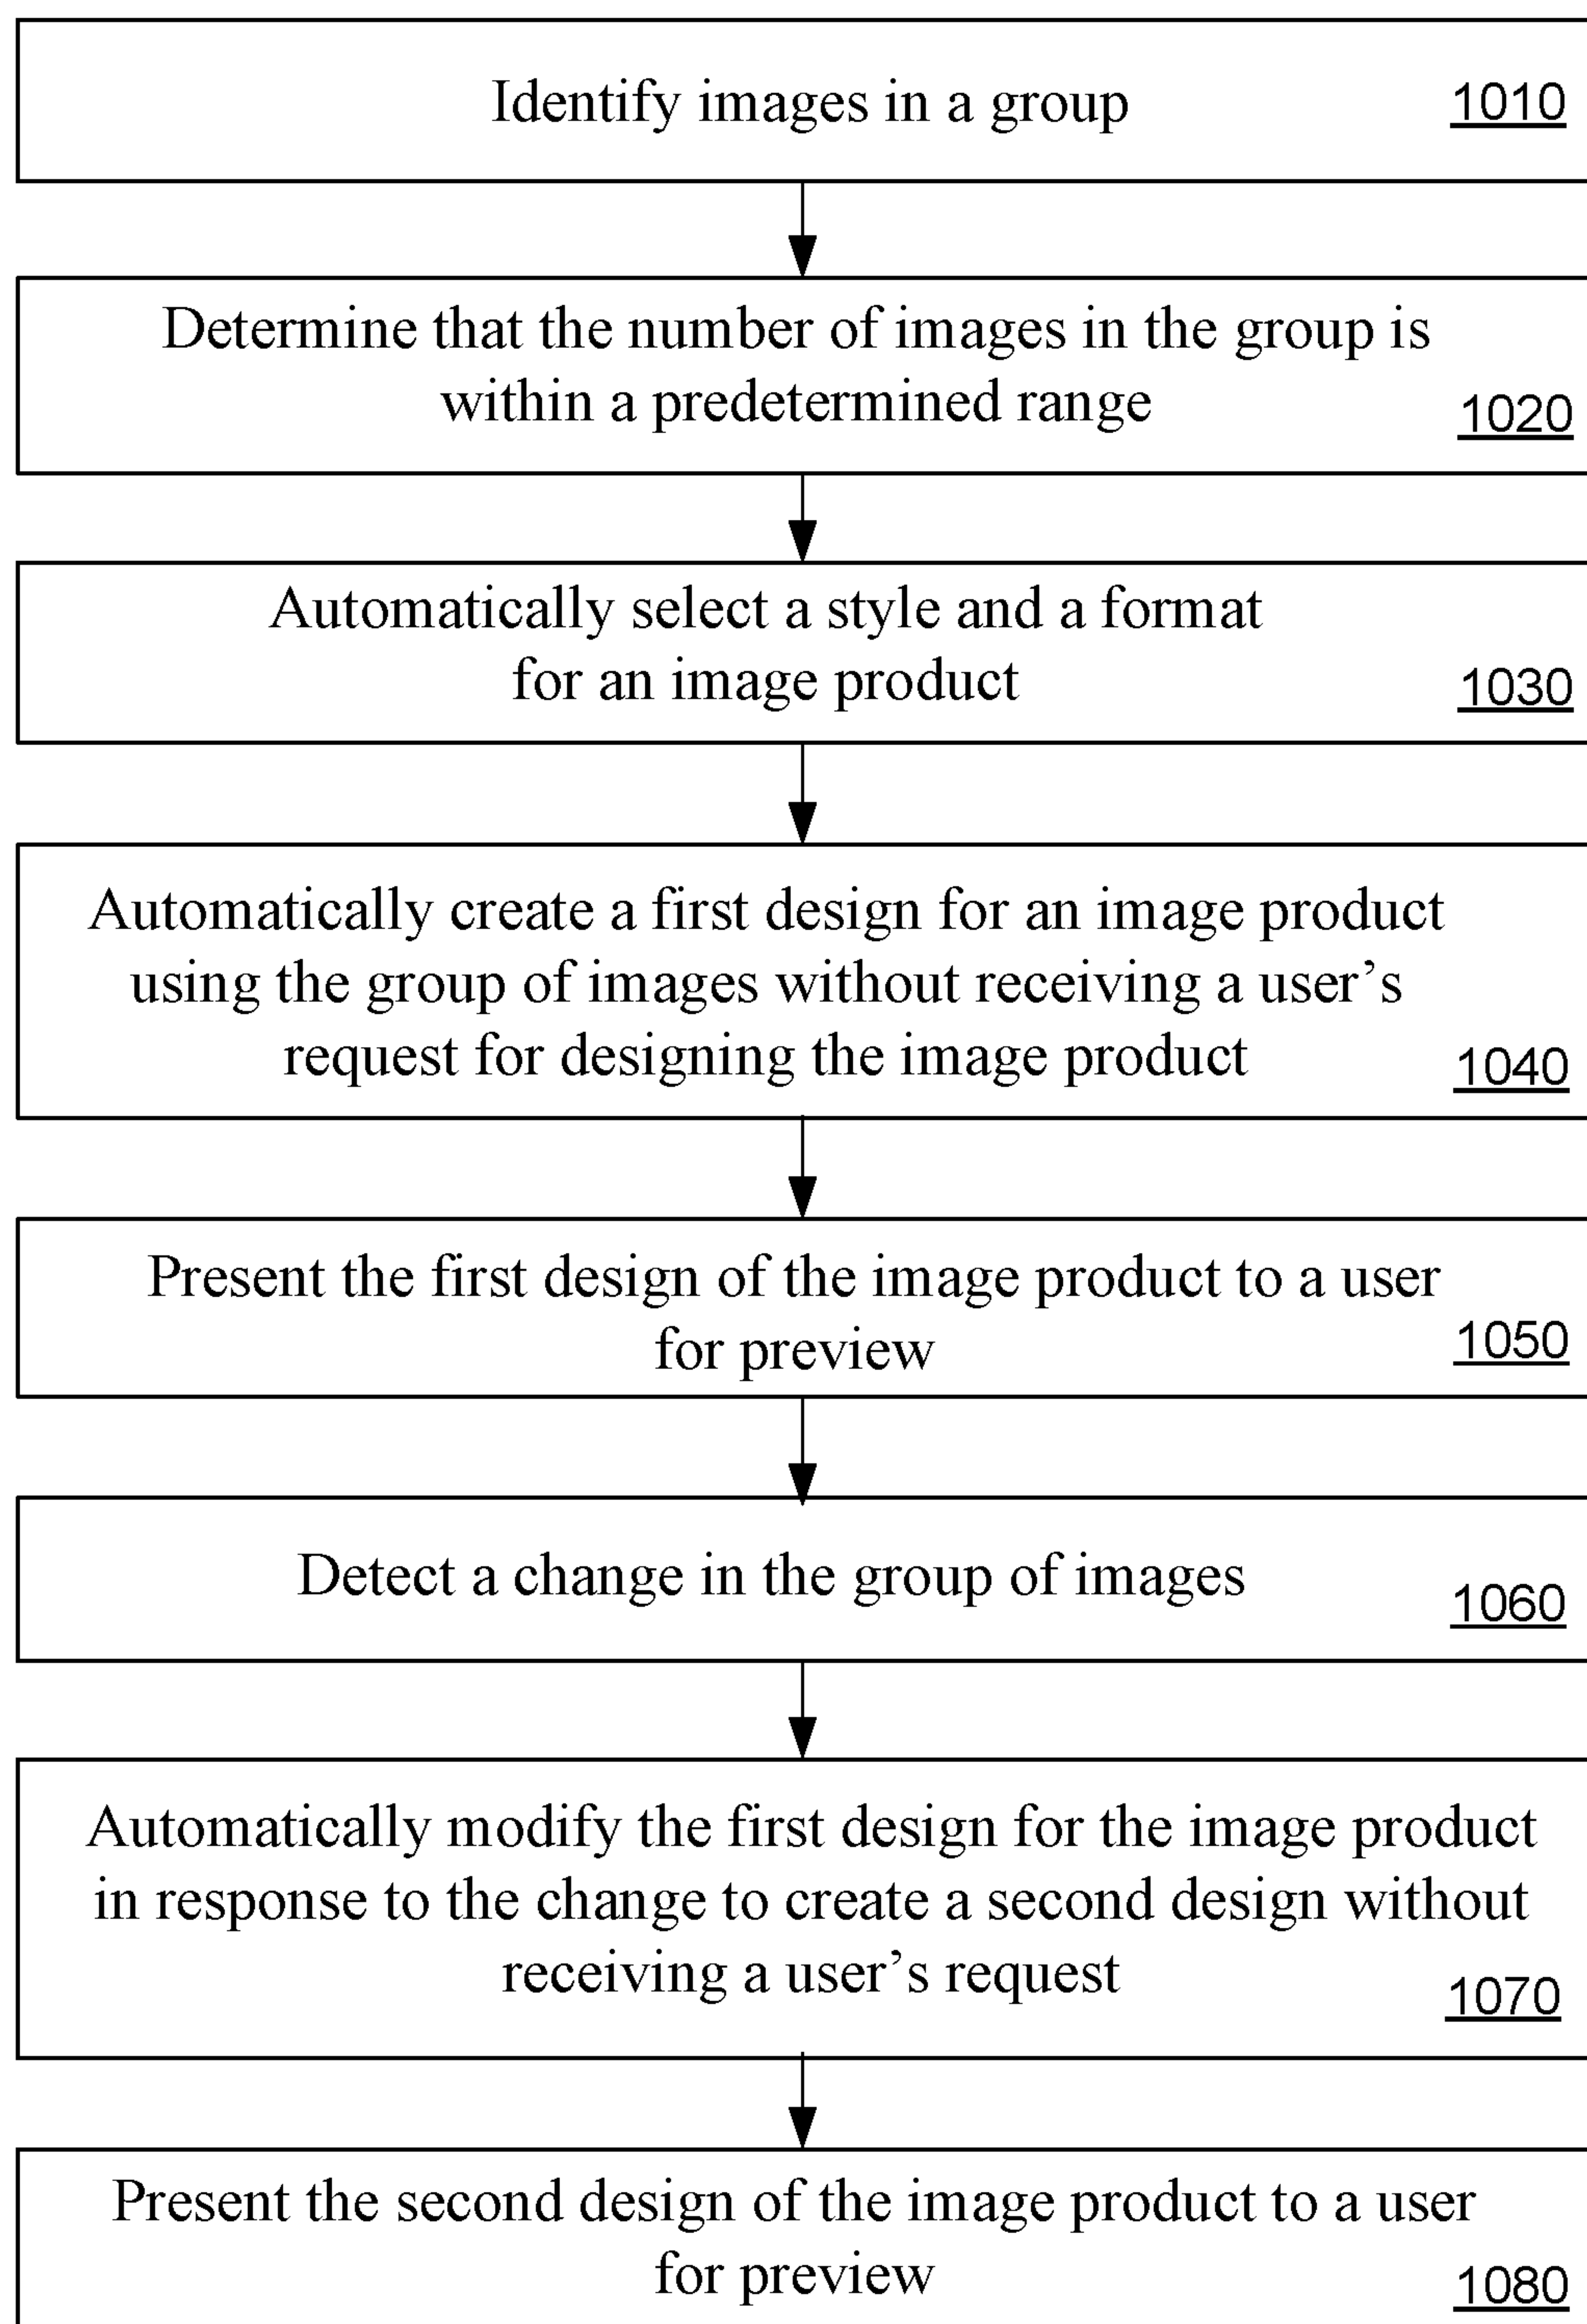 Identify images in a group
1010
Determine that the number of images in the group is
within a predetermined range
1020
Automatically select a style and a format
for an image product
1030
Automatically create a first design for an image product
using the group of images without receiving a user’s
request for designing the image product
1040
Present the first design of the image product to a user
for preview
1050
Detect a change in the group of images
1060
Automatically modify the first design for the image product
in response to the change to create a second design without
receiving a user’s request
1070
Present the second design of the image product to a user
for preview
1080